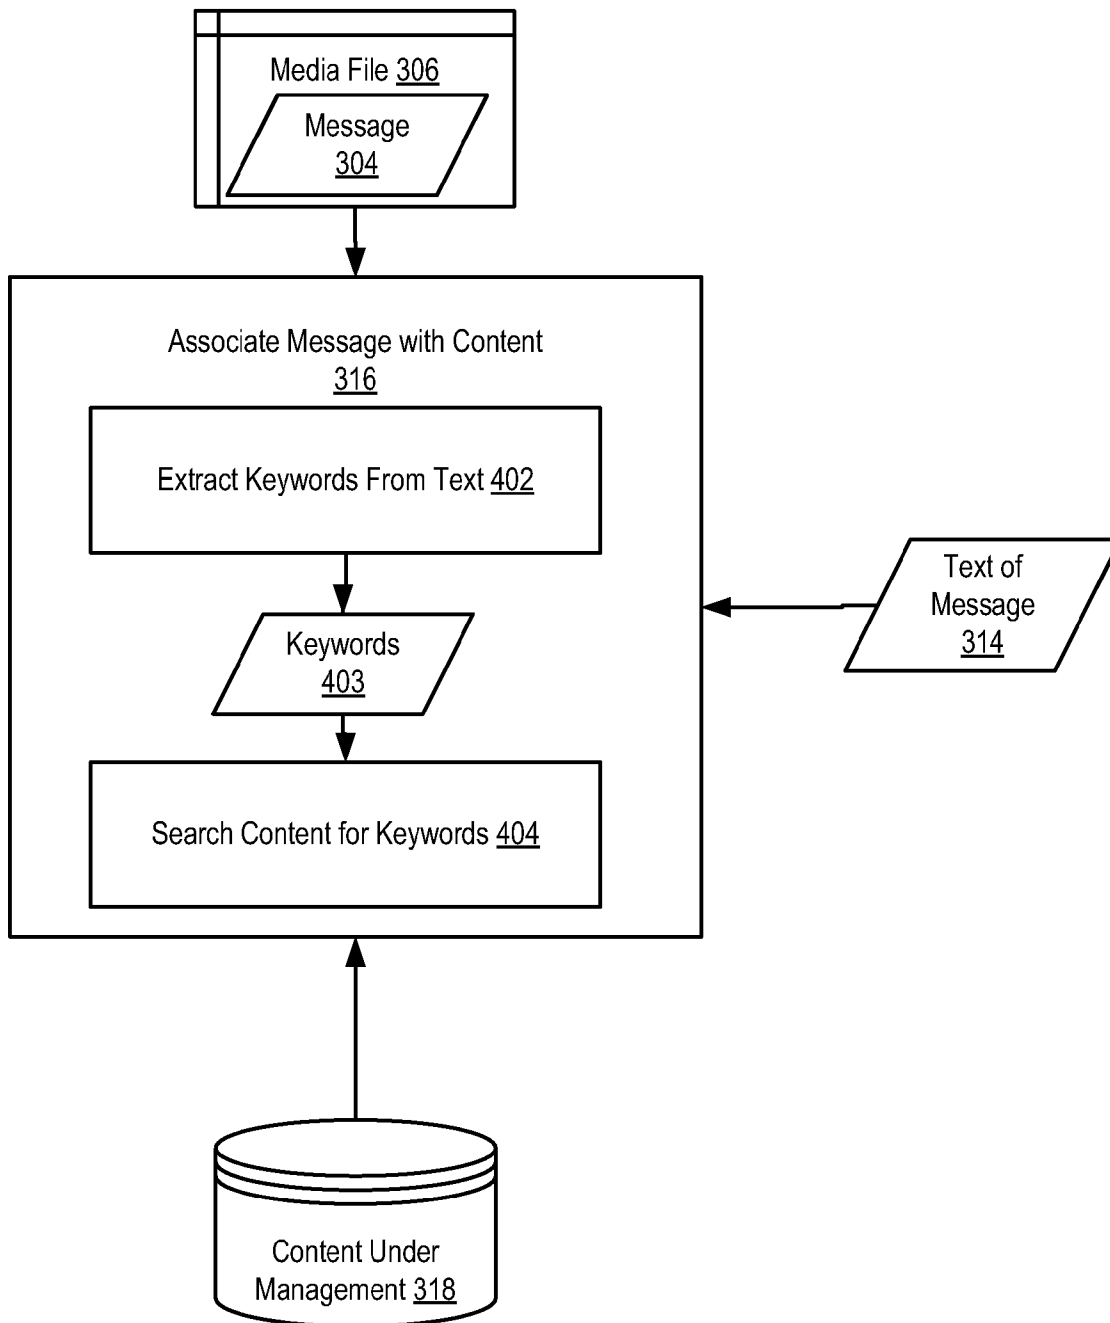 Media File 306
Message
304
Associate Message with Content
316
Extract Keywords From Text 402
Text of
Message
314
Keywords
403
Search Content for Keywords 404
Content Under
Management 318